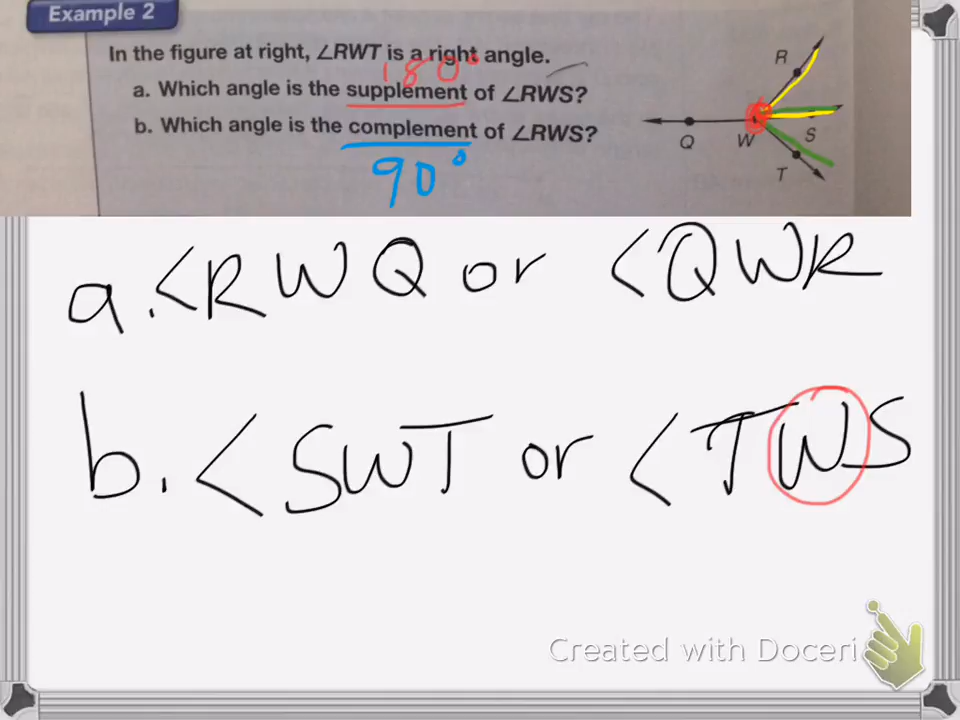 Example 2
In the figure at right, ∠RWT is a right angle.
180°
a. Which angle is the supplement of ∠RWS?
b. Which angle is the complement of ∠RWS?
90°
R
Q
W
S
T
a. <RWQ or <QWR
b. <SWT or <TWS
Created with Doceri